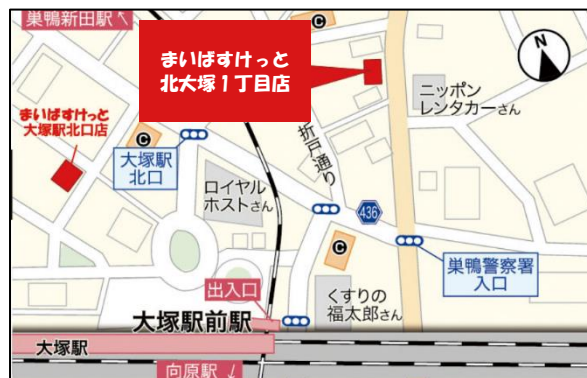 巣鴨新田駅↖
まいばすけっと
北大塚1丁目店
N
C
ニッポン
レンタカーさん
まいばすけっと
大塚駅北口店
C
大塚駅
北口
折戸通り
ロイヤル
ホストさん
436
C
巣鴨警察署
入口
出入口
くすりの
福太郎さん
大塚駅前駅
大塚駅
向原駅↓